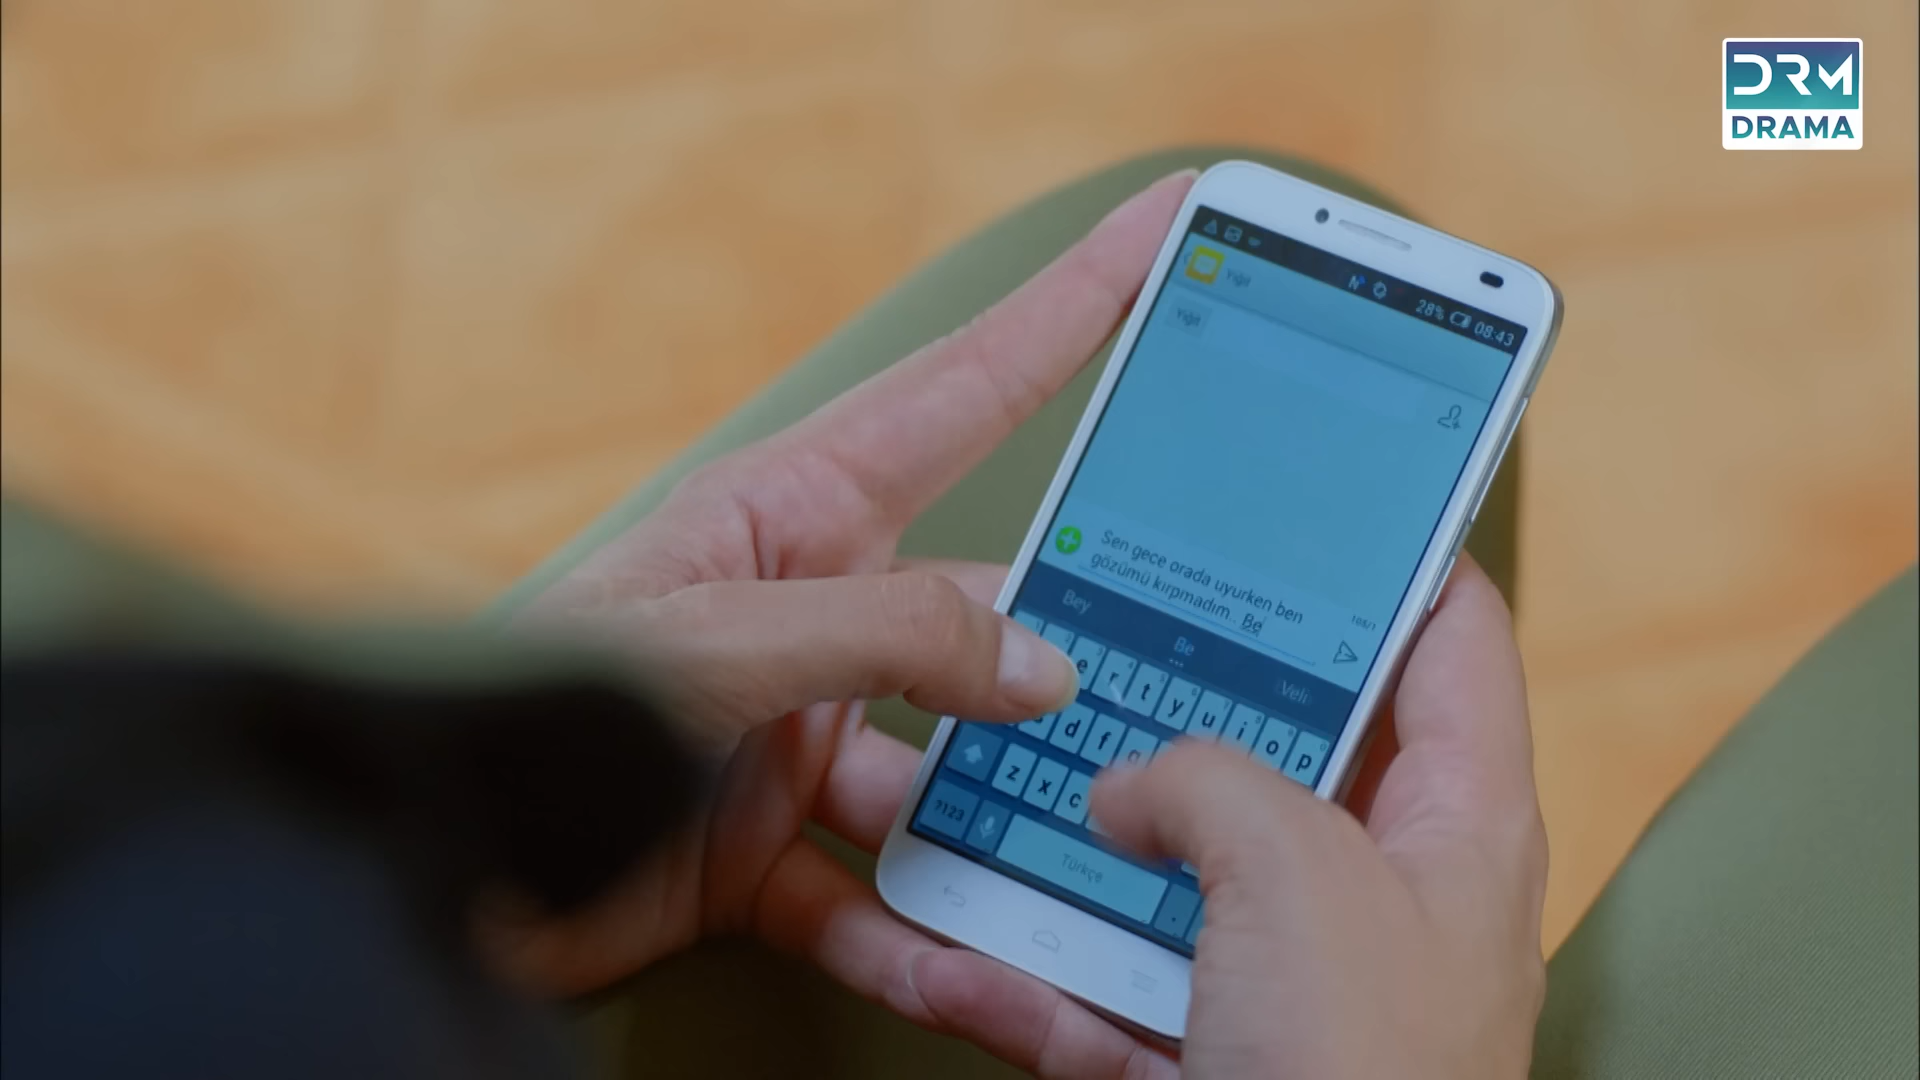 DRM
DRAMA
28% 08:43
Yiğit
Yiğit
Sen gece orada uyurken ben
gözümü kırpmadım.. Be
Bey Be Veli
e r t y u i o p
d f g
z x c
?123 Türkçe .